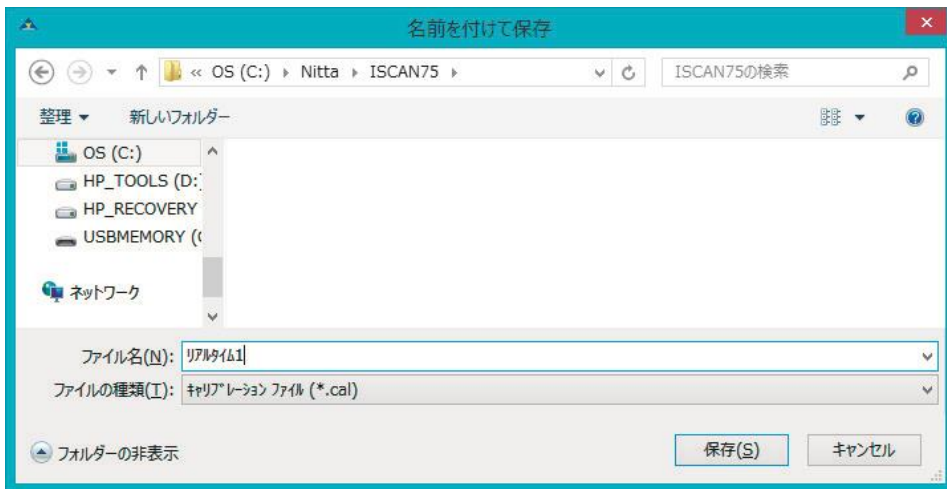 名前を付けて保存
« OS (C:) ▸ Nitta ▸ ISCAN75 ▸
ISCAN75の検索
整理 ▼ 新しいフォルダー
OS (C:)
HP_TOOLS (D:
HP_RECOVERY
USBMEMORY (
ネットワーク
ファイル名(N): リアルタイム1
ファイルの種類(T): ｷｬﾘﾌﾞﾚｰｼｮﾝ ﾌｧｲﾙ (*.cal)
フォルダーの非表示
保存(S) キャンセル